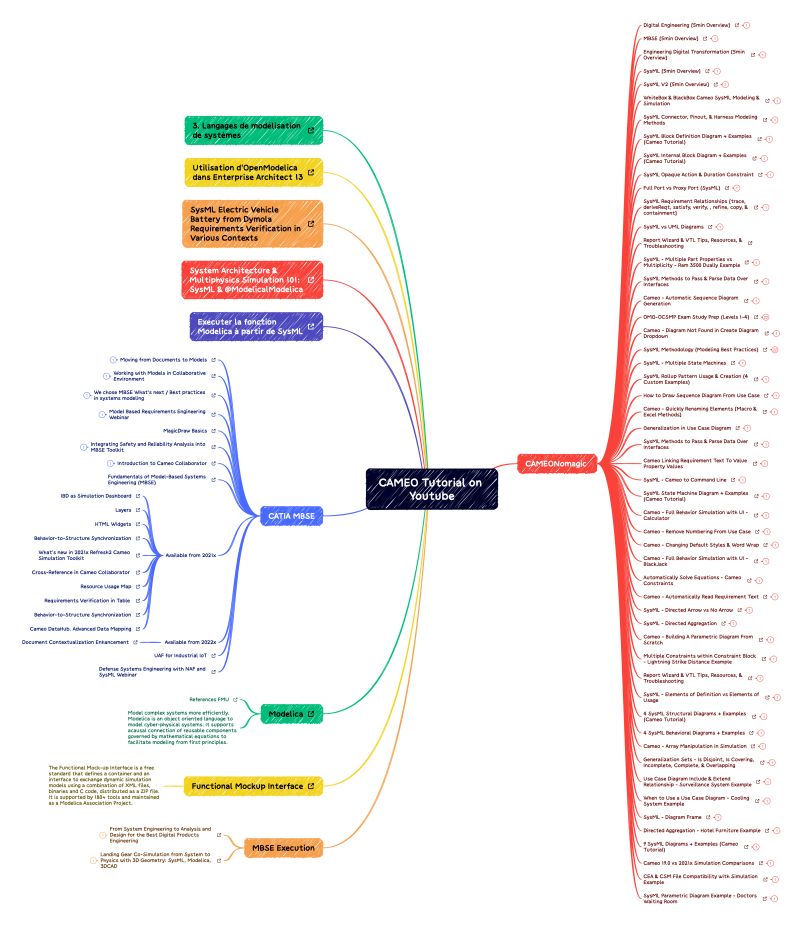 CAMEO Tutorial on
Youtube
3. Langages de modélisation
de systèmes
Utilisation d'OpenModelica
dans Enterprise Architect 13
SysML Electric Vehicle
Battery from Dymola
Requirements Verification in
Various Contexts
System Architecture &
Multiphysics Simulation 101:
SysML & @ModelicalModelica
Executer la fonction
Modelica à partir de SysML
CATIA MBSE
Moving from Documents to Models
Working with Models in Collaborative
Environment
We chose MBSE What's next / Best practices
in systems modeling
Model Based Requirements Engineering
Webinar
MagicDraw Basics
Integrating Safety and Reliability Analysis into
MBSE Toolkit
Introduction to Cameo Collaborator
Fundamentals of Model-Based Systems
Engineering (MBSE)
Available from 2021x
IBD as Simulation Dashboard
Layers
HTML Widgets
Behavior-to-Structure Synchronization
What's new in 2021x Refresh2 Cameo
Simulation Toolkit
Cross-Reference in Cameo Collaborator
Resource Usage Map
Requirements Verification in Table
Behavior-to-Structure Synchronization
Cameo DataHub. Advanced Data Mapping
Available from 2022x
Document Contextualization Enhancement
UAF for Industrial IoT
Defense Systems Engineering with NAF and
SysML Webinar
Modelica
References FMU
Model complex systems more efficiently.
Modelica is an object oriented language to
model cyber-physical systems. It supports
acausal connection of reusable components
governed by mathematical equations to
facilitate modeling from first principles.
Functional Mockup Interface
The Functional Mock-up Interface is a free
standard that defines a container and an
interface to exchange dynamic simulation
models using a combination of XML files,
binaries and C code, distributed as a ZIP file.
It is supported by 180+ tools and maintained
as a Modelica Association Project.
MBSE Execution
From System Engineering to Analysis and
Design for the Best Digital Products
Engineering
Landing Gear Co-Simulation from System to
Physics with 3D Geometry: SysML, Modelica,
3DCAD
CAMEONomagic
Digital Engineering (5min Overview)
MBSE (5min Overview)
Engineering Digital Transformation (5min
Overview)
SysML (5min Overview)
SysML V2 (5min Overview)
WhiteBox & BlackBox Cameo SysML Modeling &
Simulation
SysML Connector, Pinout, & Harness Modeling
Methods
SysML Block Definition Diagram + Examples
(Cameo Tutorial)
SysML Internal Block Diagram + Examples
(Cameo Tutorial)
SysML Opaque Action & Duration Constraint
Full Port vs Proxy Port (SysML)
SysML Requirement Relationships (trace,
deriveReqt, satisfy, verify, , refine, copy, &
containment)
SysML vs UML Diagrams
Report Wizard & VTL Tips, Resources, &
Troubleshooting
SysML - Multiple Part Properties vs
Multiplicity - Ram 3500 Dually Example
SysML Methods to Pass & Parse Data Over
Interfaces
Cameo - Automatic Sequence Diagram
Generation
OMG-OCSMP Exam Study Prep (Levels 1-4)
Cameo - Diagram Not Found in Create Diagram
Dropdown
SysML Methodology (Modeling Best Practices)
SysML - Multiple State Machines
SysML Rollup Pattern Usage & Creation (4
Custom Examples)
How to Draw Sequence Diagram From Use Case
Cameo - Quickly Renaming Elements (Macro &
Excel Methods)
Generalization in Use Case Diagram
SysML Methods to Pass & Parse Data Over
Interfaces
Cameo Linking Requirement Text To Value
Property Values
SysML - Cameo to Command Line
SysML State Machine Diagram + Examples
(Cameo Tutorial)
Cameo - Full Behavior Simulation with UI -
Calculator
Cameo - Remove Numbering From Use Case
Cameo - Changing Default Styles & Word Wrap
Cameo - Full Behavior Simulation with UI -
BlackJack
Automatically Solve Equations - Cameo
Constraints
Cameo - Automatically Read Requirement Text
SysML - Directed Arrow vs No Arrow
SysML - Directed Aggregation
Cameo - Building A Parametric Diagram From
Scratch
Multiple Constraints within Constraint Block
- Lightning Strike Distance Example
Report Wizard & VTL Tips, Resources, &
Troubleshooting
SysML - Elements of Definition vs Elements of
Usage
6 SysML Structural Diagrams + Examples
(Cameo Tutorial)
4 SysML Behavioral Diagrams + Examples
Cameo - Array Manipulation in Simulation
Generalization Sets - Is Disjoint, Is Covering,
Incomplete, Complete, & Overlapping
Use Case Diagram Include & Extend
Relationship - Surveillance System Example
When to Use a Use Case Diagram - Cooling
System Example
SysML - Diagram Frame
Directed Aggregation - Hotel Furniture Example
9 SysML Diagrams + Examples (Cameo
Tutorial)
Cameo 19.0 vs 2021x Simulation Comparisons
CEA & CSM File Compatibility with Simulation
Example
SysML Parametric Diagram Example - Doctors
Waiting Room